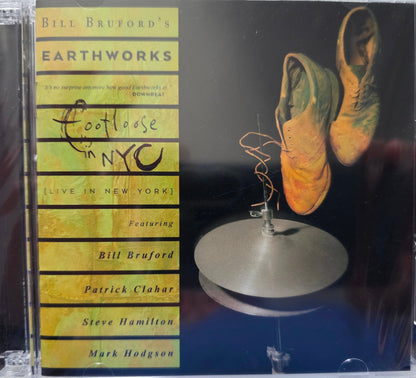 BILL BRUFORD'S
EARTHWORKS
"It's no surprise anymore how good Earthworks is."
DOWNBEAT
Footloose
in NYC
[LIVE IN NEW YORK]
Featuring
Bill Bruford
Patrick Clahar
Steve Hamilton
Mark Hodgson